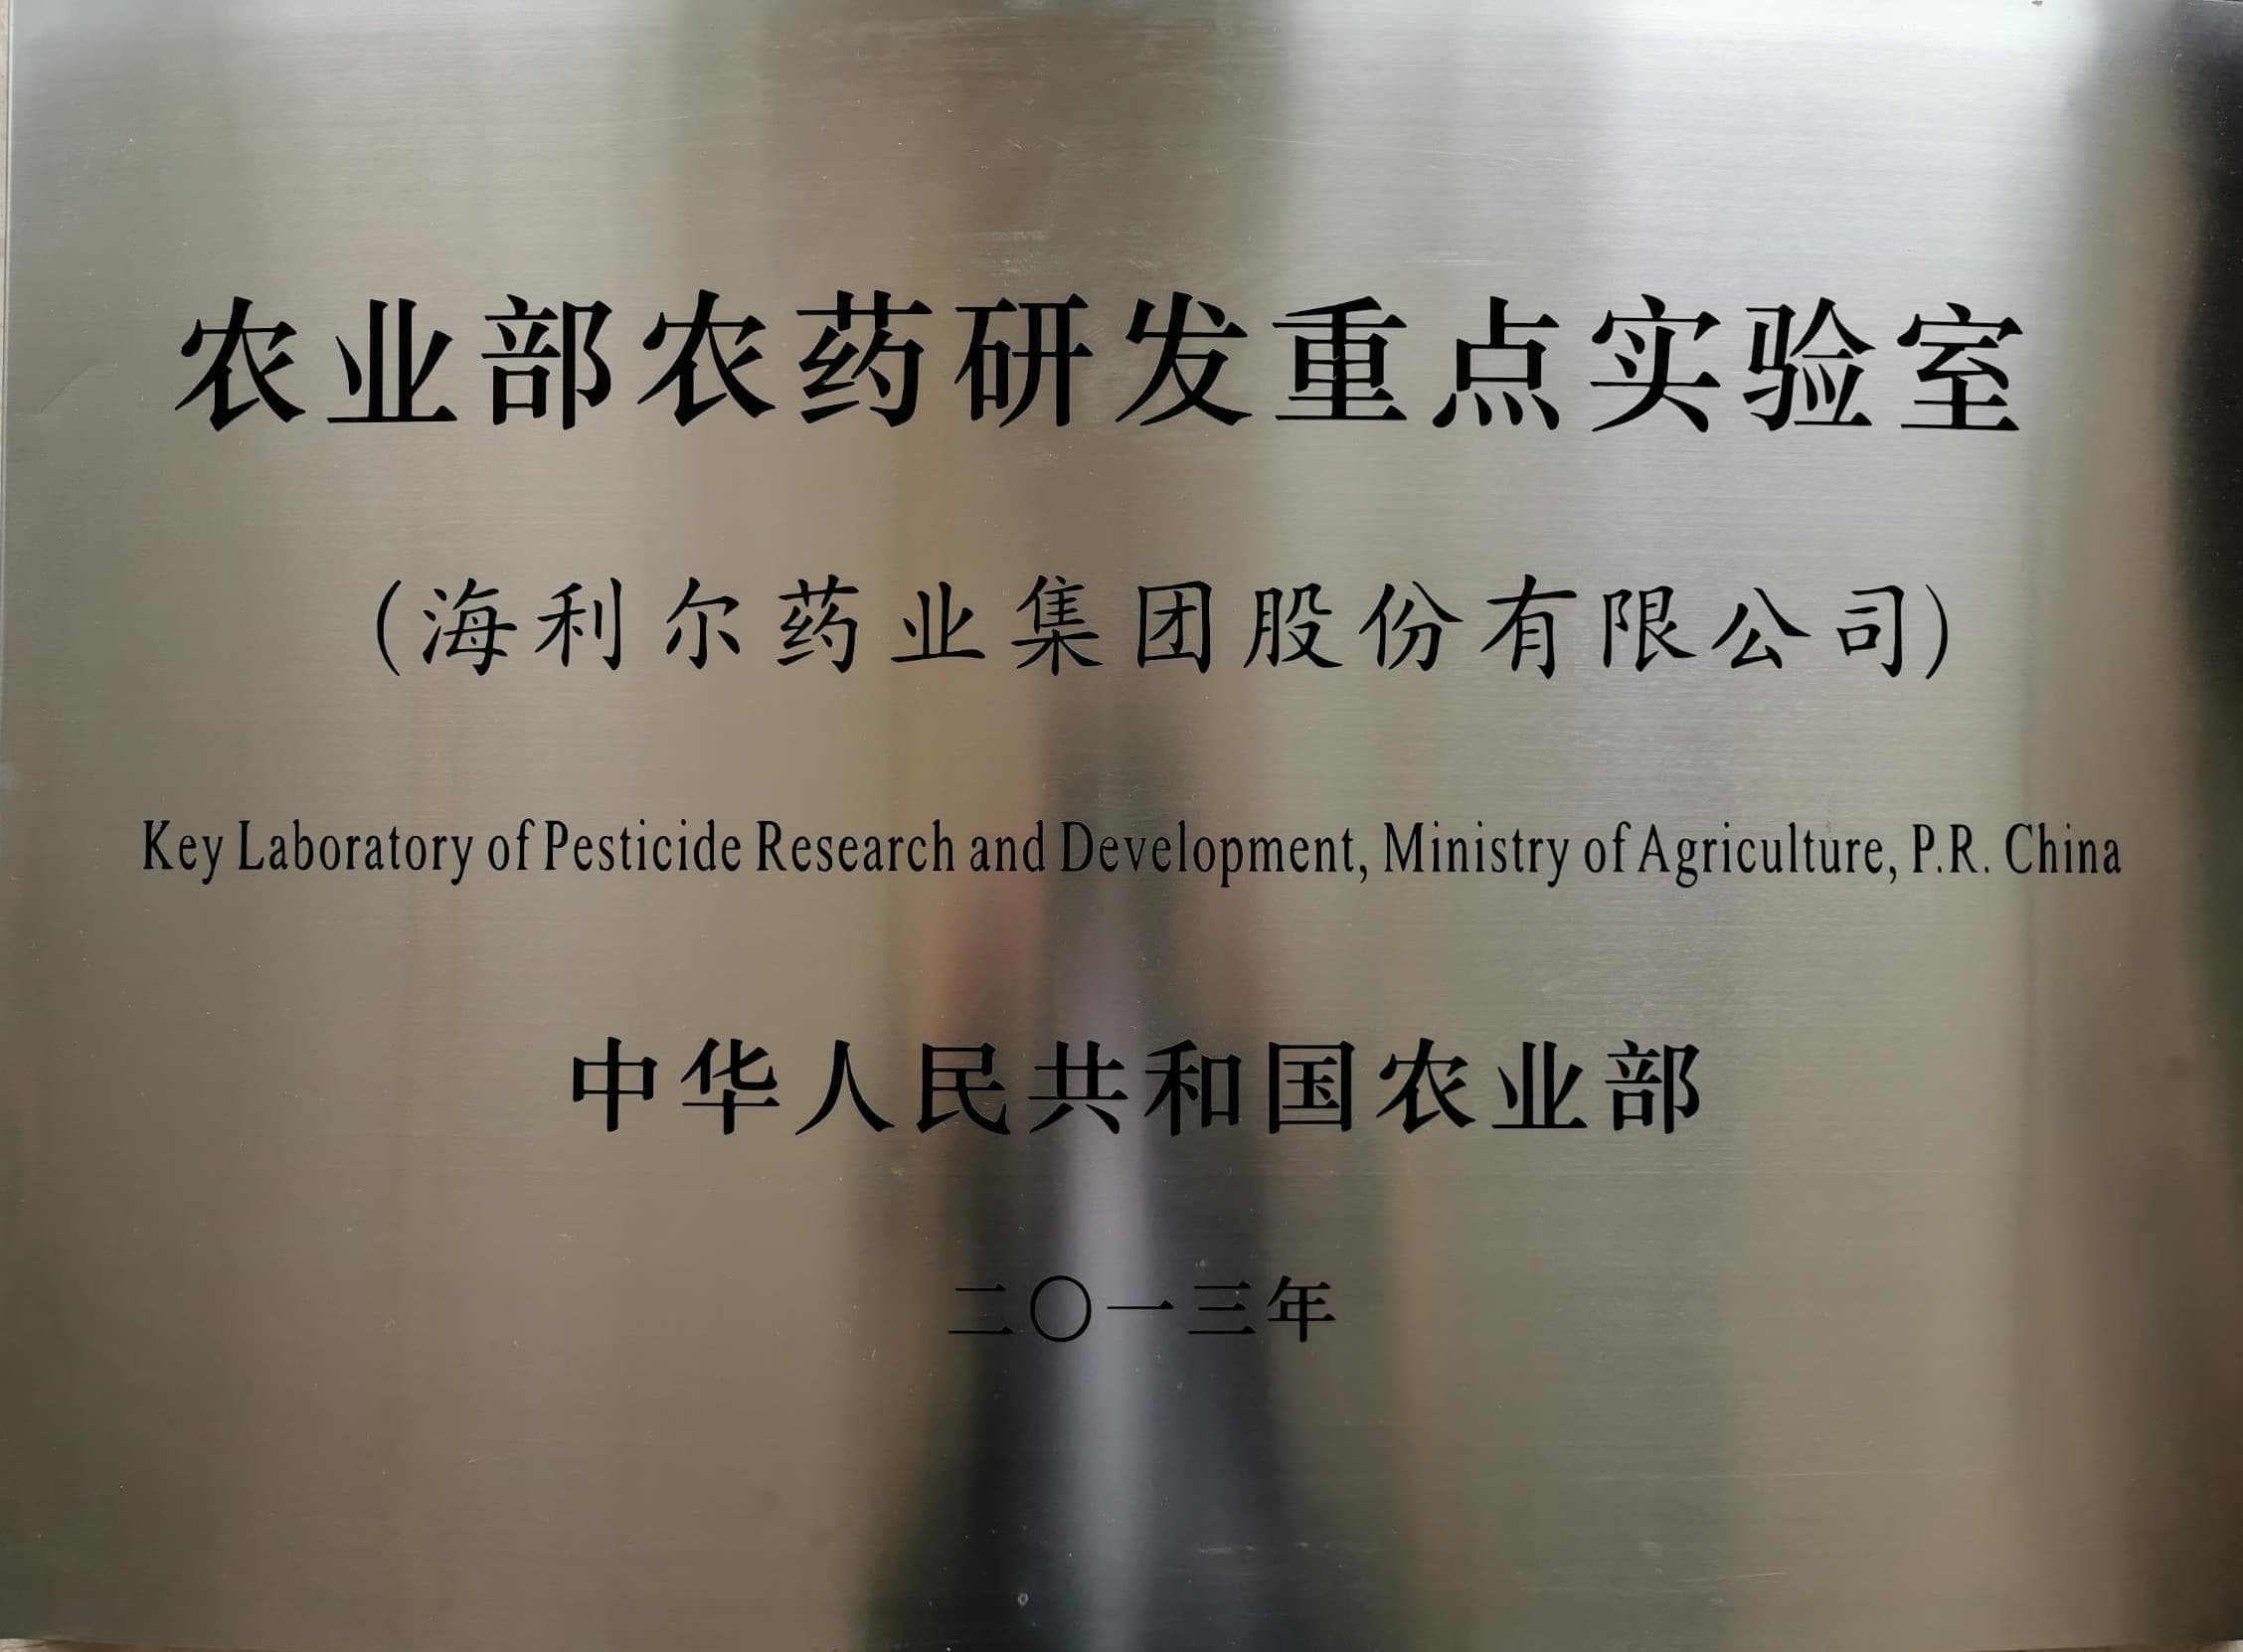 农业部农药研发重点实验室
(海利尔药业集团股份有限公司)
Key Laboratory of Pesticide Research and Development, Ministry of Agriculture, P.R. China
中华人民共和国农业部
二〇一三年